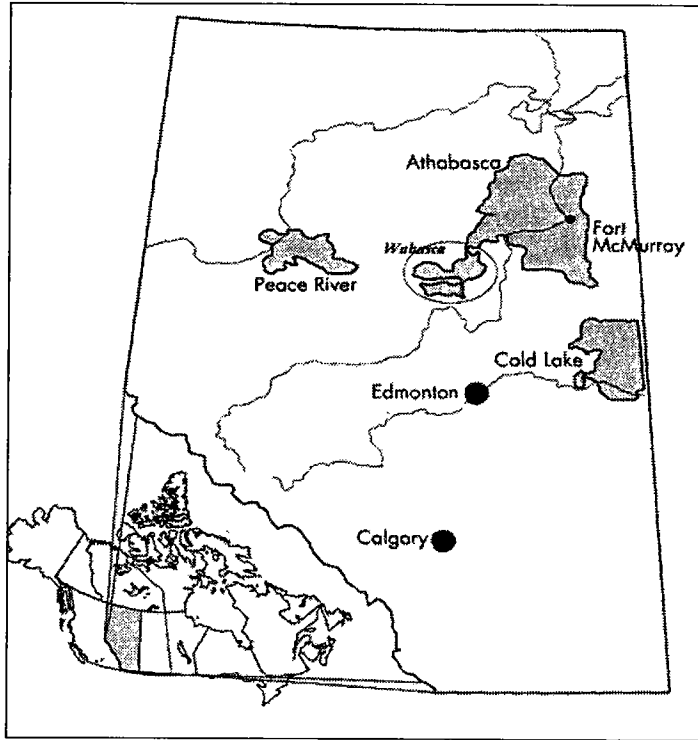 Athabasca
Fort
McMurray
Wabasca
Peace River
Cold Lake
Edmonton
Calgary